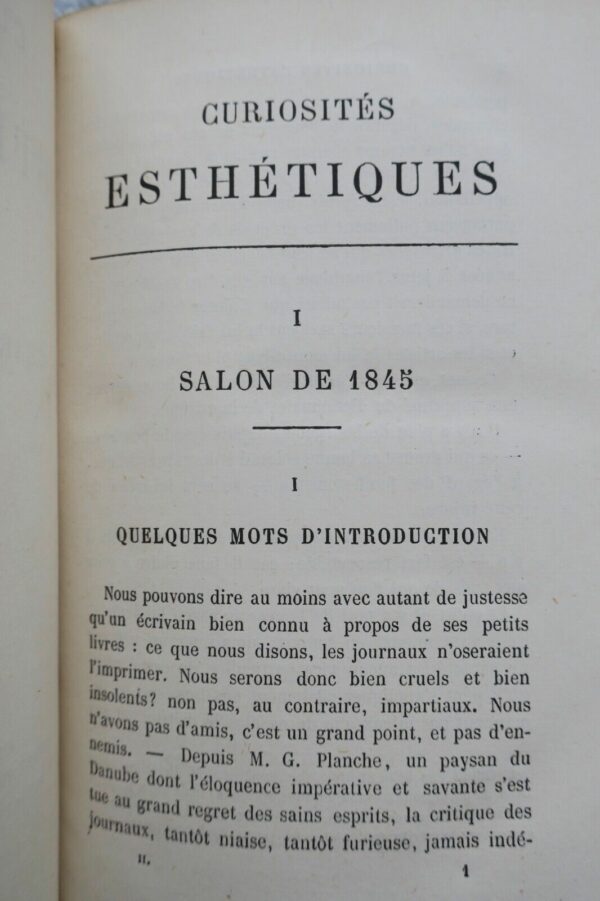 CURIOSITÉS
ESTHÉTIQUES
I
SALON DE 1845
I
QUELQUES MOTS D'INTRODUCTION
Nous pouvons dire au moins avec autant de justesse
qu'un écrivain bien connu à propos de ses petits
livres : ce que nous disons, les journaux n'oseraient
l'imprimer. Nous serons donc bien cruels et bien
insolents? non pas, au contraire, impartiaux. Nous
n'avons pas d'amis, c'est un grand point, et pas d'en-
nemis. — Depuis M. G. Planche, un paysan du
Danube dont l'éloquence impérative et savante s'est
tue au grand regret des sains esprits, la critique des
journaux, tantôt niaise, tantôt furieuse, jamais indé-
II. 1